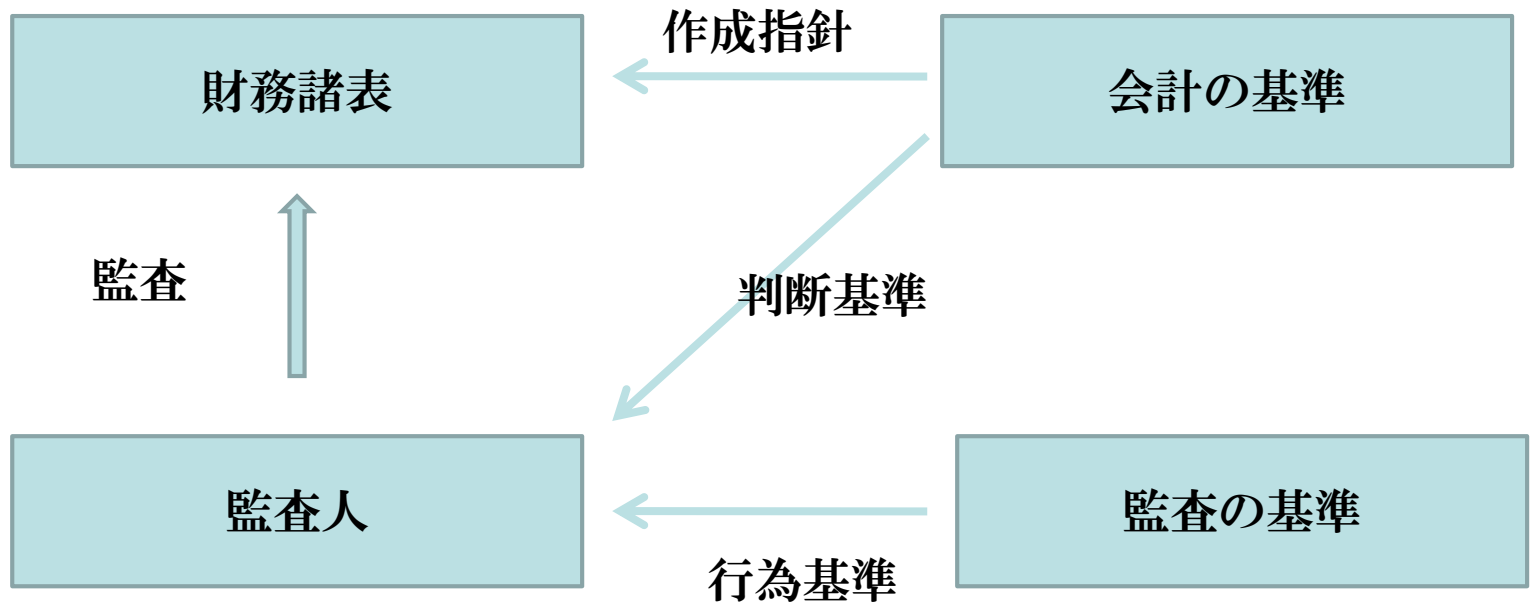 作成指針
財務諸表
会計の基準
監査
判断基準
監査人
監査の基準
行為基準